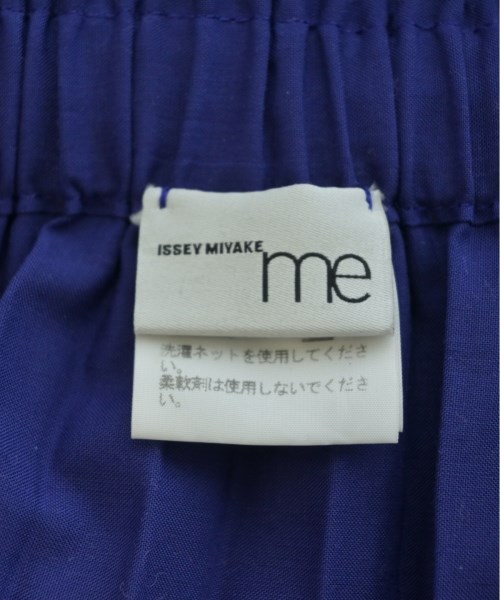 ISSEY MIYAKE
me
洗濯ネットを使用してくださ
い。
柔軟剤は使用しないでくださ
い。